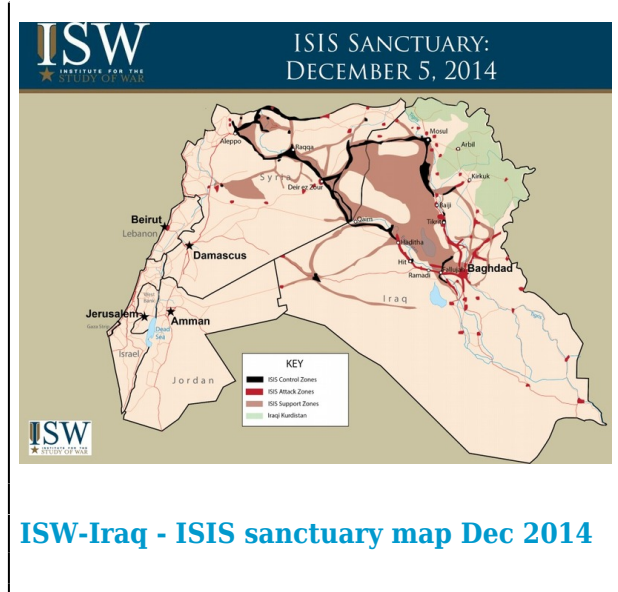 ISW
INSTITUTE FOR THE
STUDY OF WAR
ISIS SANCTUARY:
DECEMBER 5, 2014
Mosul
Aleppo
Arbil
Raqqa
Syria
Kirkuk
Deir ez Zour
Baiji
Qaim
Tikrit
Beirut
Lebanon
Haditha
Damascus
Hit
Fallujah
Baghdad
Ramadi
West
Bank
Iraq
Jerusalem
Amman
Gaza Strip
Dead
Sea
Tigris
Israel
KEY
ISIS Control Zones
ISIS Attack Zones
ISIS Support Zones
Iraqi Kurdistan
Jordan
ISW
INSTITUTE FOR THE
STUDY OF WAR
ISW-Iraq - ISIS sanctuary map Dec 2014